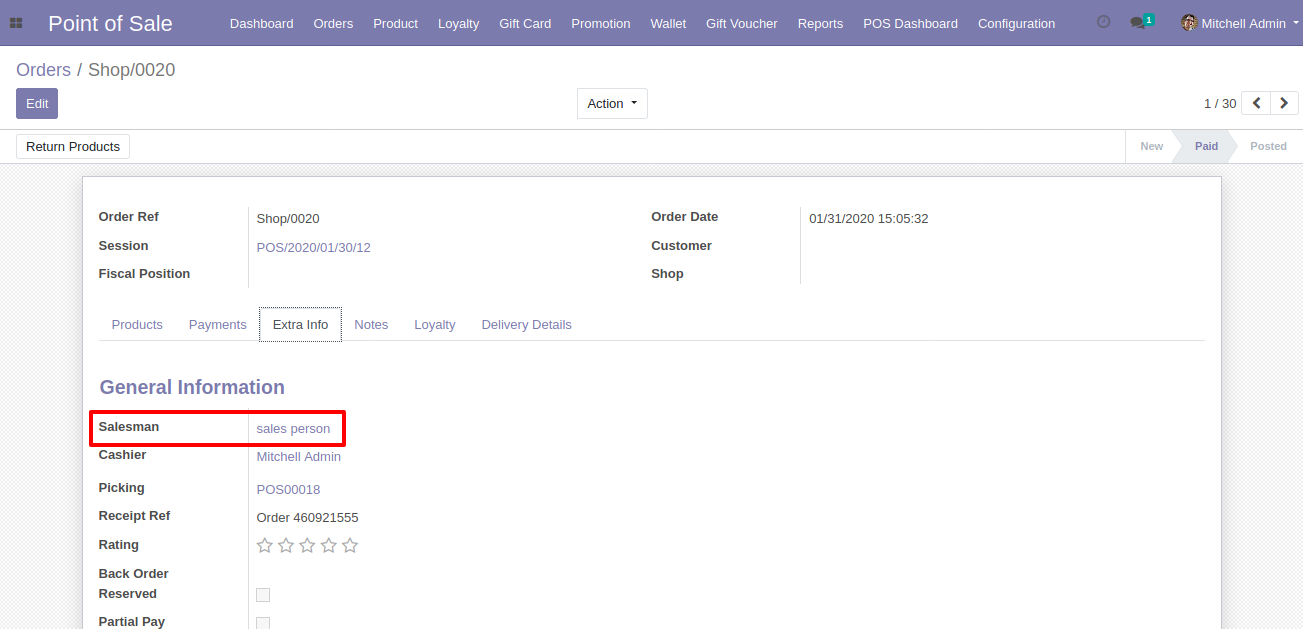 Point of Sale Dashboard Orders Product Loyalty Gift Card Promotion Wallet Gift Voucher Reports POS Dashboard Configuration 1 Mitchell Admin
Orders / Shop/0020
Edit Action 1 / 30
Return Products New Paid Posted
Order Ref Shop/0020 Order Date 01/31/2020 15:05:32
Session POS/2020/01/30/12 Customer
Fiscal Position Shop
Products Payments Extra Info Notes Loyalty Delivery Details
General Information
Salesman sales person
Cashier Mitchell Admin
Picking POS00018
Receipt Ref Order 460921555
Rating
Back Order
Reserved
Partial Pay